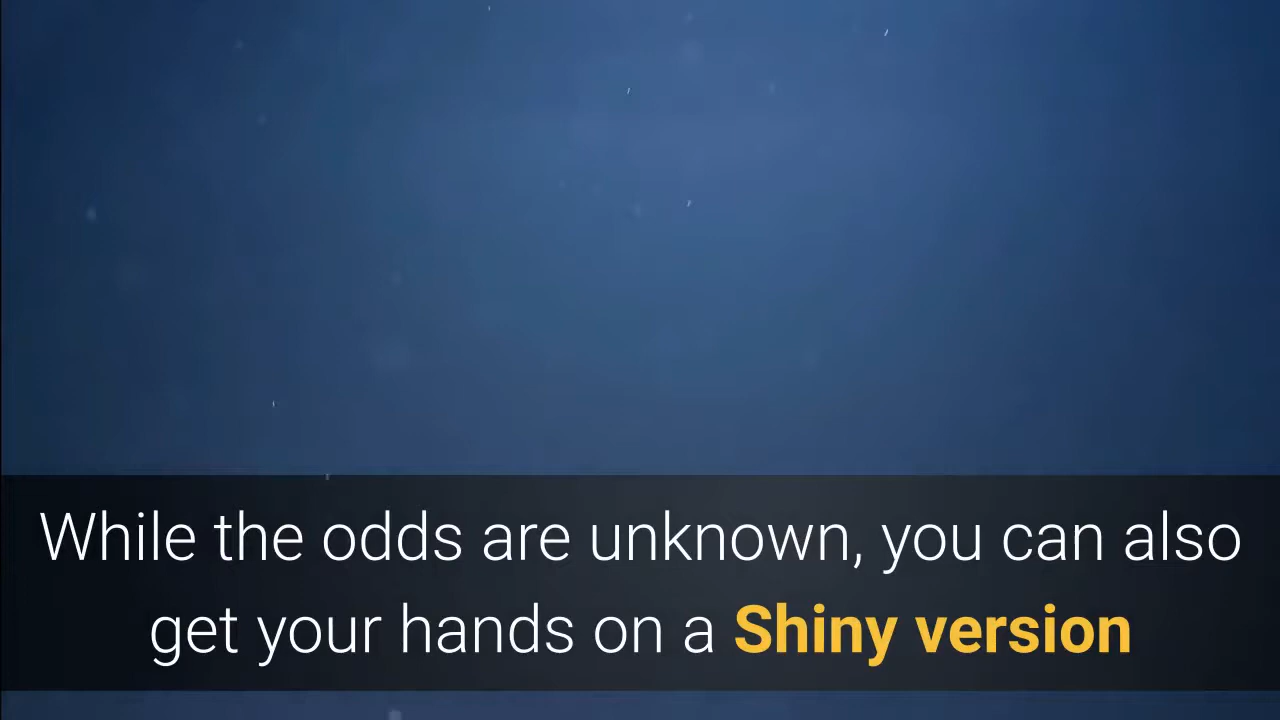 While the odds are unknown, you can also
get your hands on a Shiny version